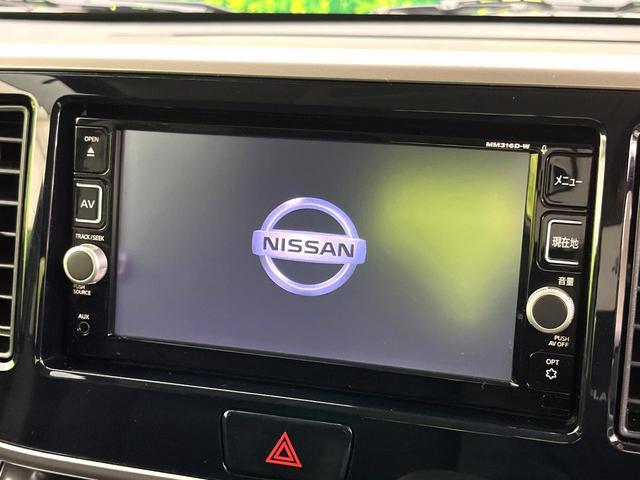 MM316D-W
OPEN
AV
TRACK/SEEK
PUSH
SOURCE
AUX
NISSAN
メニュー
現在地
音量
PUSH
AV OFF
OPT